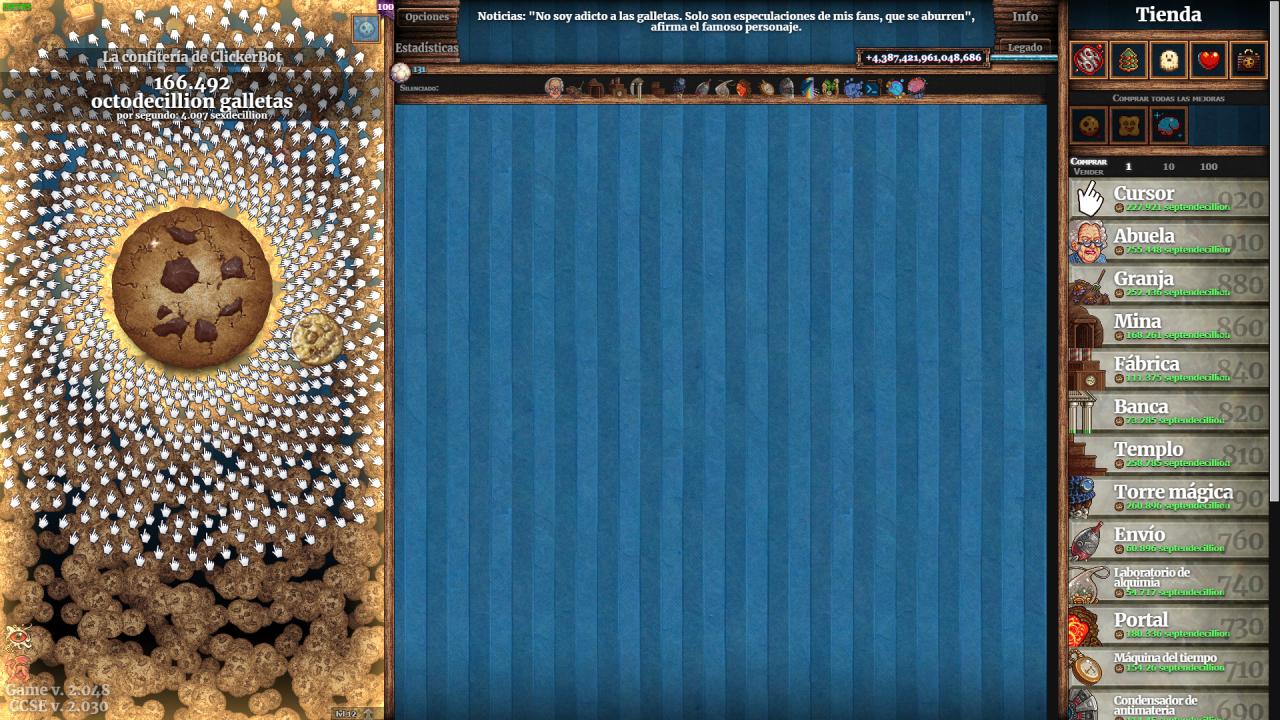 100
La confitería de ClickerBot
166.492
octodecillion galletas
por segundo: 4.007 sexdecillion
Game v. 2.048
CCSE v. 2.030
lvl 12
Opciones
Estadísticas
Noticias: "No soy adicto a las galletas. Solo son especulaciones de mis fans, que se aburren",
afirma el famoso personaje.
Info
Legado
+4,387,421,961,048,686
131
Silenciado:
Tienda
Comprar todas las mejoras
Comprar
Vender
1
10
100
Cursor
227.921 septendecillion
920
Abuela
755.448 septendecillion
910
Granja
252.436 septendecillion
880
Mina
168.261 septendecillion
860
Fábrica
111.375 septendecillion
840
Banca
73.285 septendecillion
820
Templo
258.785 septendecillion
810
Torre mágica
260.896 septendecillion
790
Envío
60.896 septendecillion
760
Laboratorio de
alquimia
54.717 septendecillion
740
Portal
180.336 septendecillion
730
Máquina del tiempo
154.26 septendecillion
710
Condensador de
antimateria
690